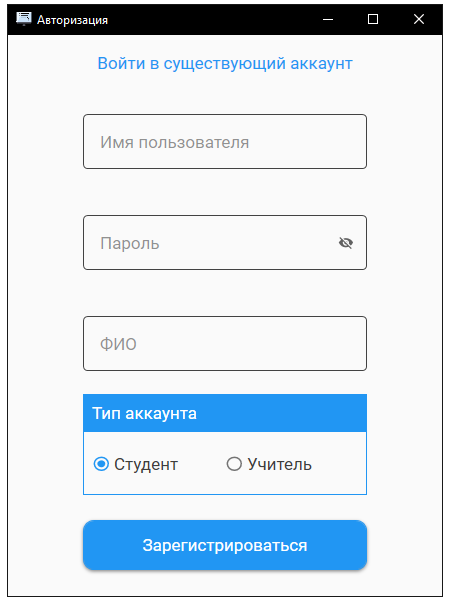 Авторизация
Войти в существующий аккаунт
Имя пользователя
Пароль
ФИО
Тип аккаунта
Студент Учитель
Зарегистрироваться